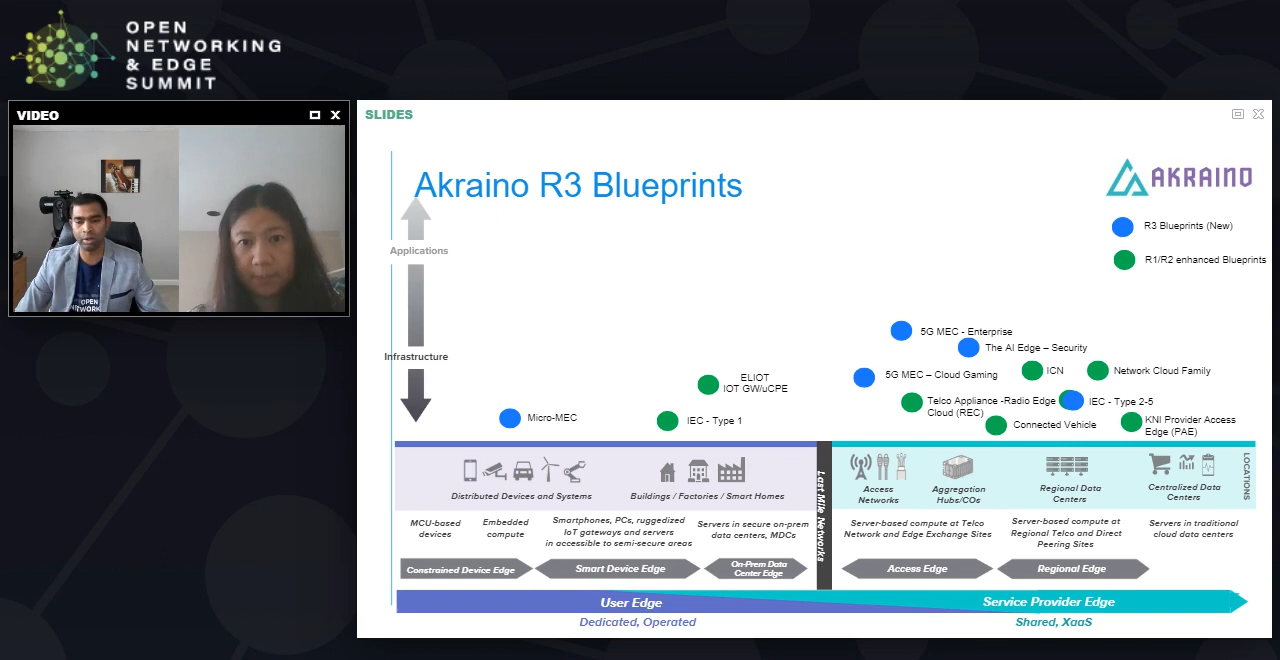 OPEN
NETWORKING
& EDGE
SUMMIT
VIDEO
OPEN
NETWORK
SLIDES
Akraino R3 Blueprints
AKRAINO
R3 Blueprints (New)
R1/R2 enhanced Blueprints
Applications
Infrastructure
5G MEC - Enterprise
The AI Edge – Security
5G MEC – Cloud Gaming
ICN
Network Cloud Family
ELIOT
IOT GW/uCPE
Telco Appliance -Radio Edge
Cloud (REC)
IEC - Type 2-5
Micro-MEC
IEC - Type 1
Connected Vehicle
KNI Provider Access
Edge (PAE)
Distributed Devices and Systems
Buildings / Factories / Smart Homes
Last Mile Networks
Access
Networks
Aggregation
Hubs/COs
Regional Data
Centers
Centralized Data
Centers
LOCATIONS
MCU-based
devices
Embedded
compute
Smartphones, PCs, ruggedized
IoT gateways and servers
in accessible to semi-secure areas
Servers in secure on-prem
data centers, MDCs
Server-based compute at Telco
Network and Edge Exchange Sites
Server-based compute at
Regional Telco and Direct
Peering Sites
Servers in traditional
cloud data centers
Constrained Device Edge
Smart Device Edge
On-Prem Data
Center Edge
Access Edge
Regional Edge
User Edge
Service Provider Edge
Dedicated, Operated
Shared, XaaS